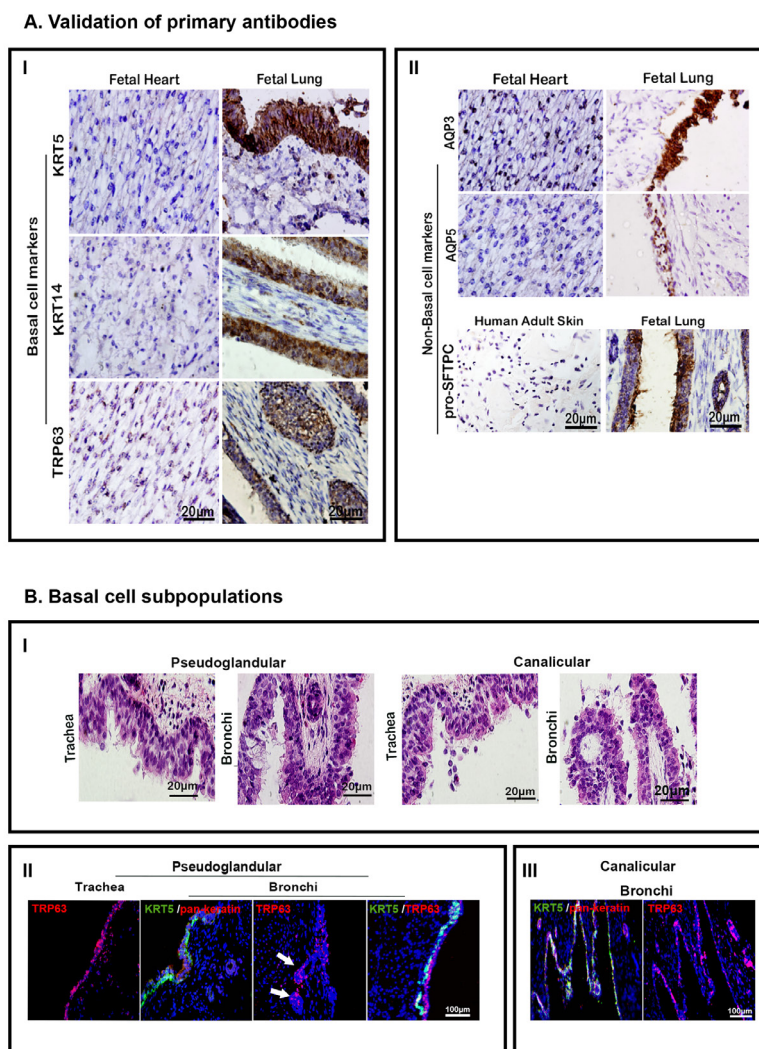 A. Validation of primary antibodies
I
Fetal Heart
Fetal Lung
Basal cell markers
KRT5
KRT14
TRP63
20µm
20µm
II
Fetal Heart
Fetal Lung
Non-Basal cell markers
AQP3
AQP5
Human Adult Skin
Fetal Lung
pro-SFTPC
20µm
20µm
B. Basal cell subpopulations
I
Pseudoglandular
Canalicular
Trachea
Bronchi
Trachea
Bronchi
20µm
20µm
20µm
20µm
II
Pseudoglandular
Trachea
Bronchi
TRP63
KRT5 /pan-keratin
TRP63
KRT5 /TRP63
100µm
III
Canalicular
Bronchi
KRT5 /pan-keratin
TRP63
100µm